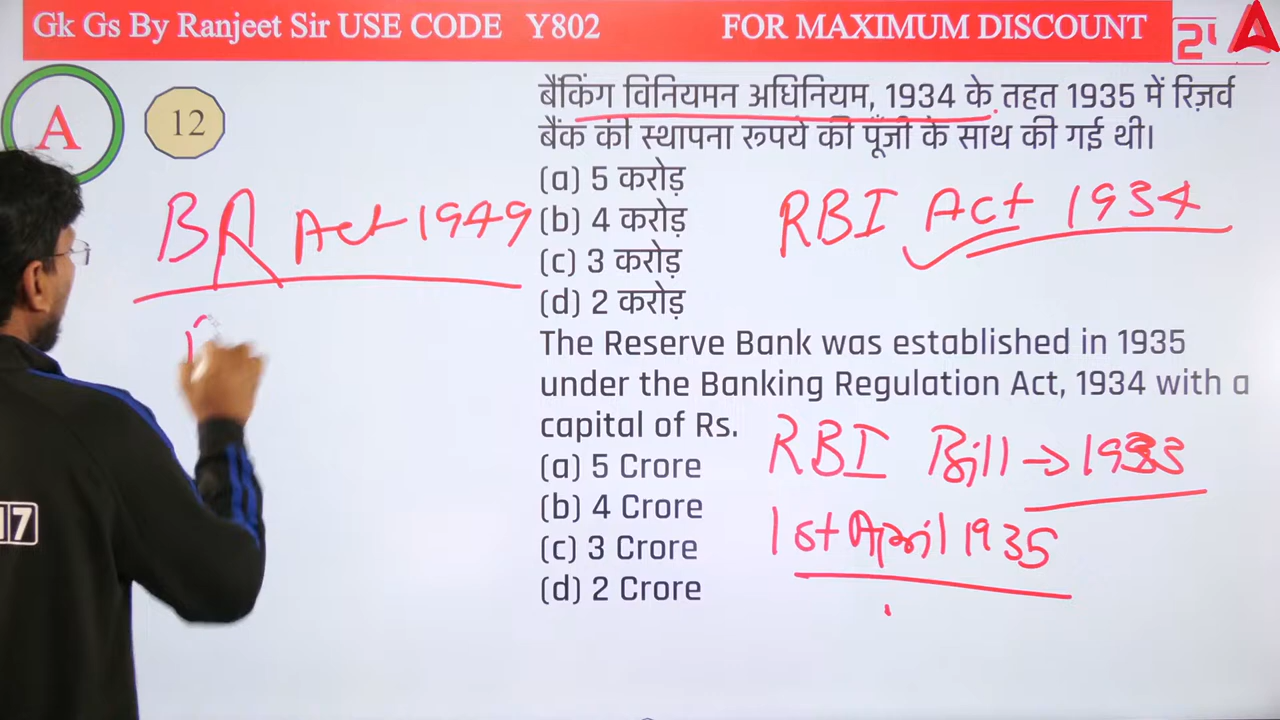 Gk Gs By Ranjeet Sir USE CODE Y802 FOR MAXIMUM DISCOUNT
A
12
बैंकिंग विनियमन अधिनियम, 1934 के तहत 1935 में रिज़र्व
बैंक की स्थापना रूपये की पूँजी के साथ की गई थी।
(a) 5 करोड़
(b) 4 करोड़
(c) 3 करोड़
(d) 2 करोड़
BR Act 1949
RBI Act 1934
The Reserve Bank was established in 1935
under the Banking Regulation Act, 1934 with a
capital of Rs.
(a) 5 Crore
(b) 4 Crore
(c) 3 Crore
(d) 2 Crore
RBI Bill → 1933
1st April 1935
17